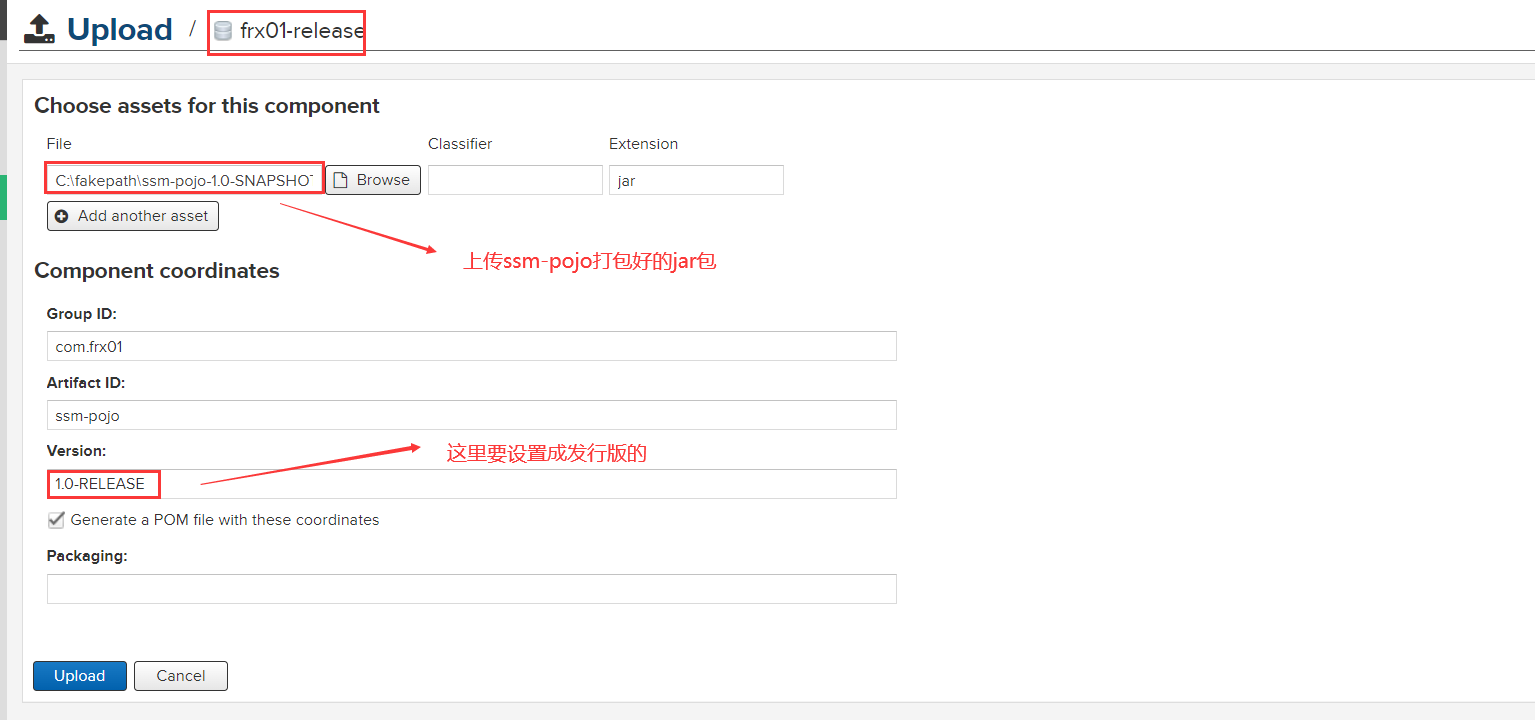 Upload / frx01-release
Choose assets for this component
File Classifier Extension
C:\fakepath\ssm-pojo-1.0-SNAPSHOT Browse jar
Add another asset
上传ssm-pojo打包好的jar包
Component coordinates
Group ID:
com.frx01
Artifact ID:
ssm-pojo
Version:
这里要设置成发行版的
1.0-RELEASE
Generate a POM file with these coordinates
Packaging:
Upload Cancel